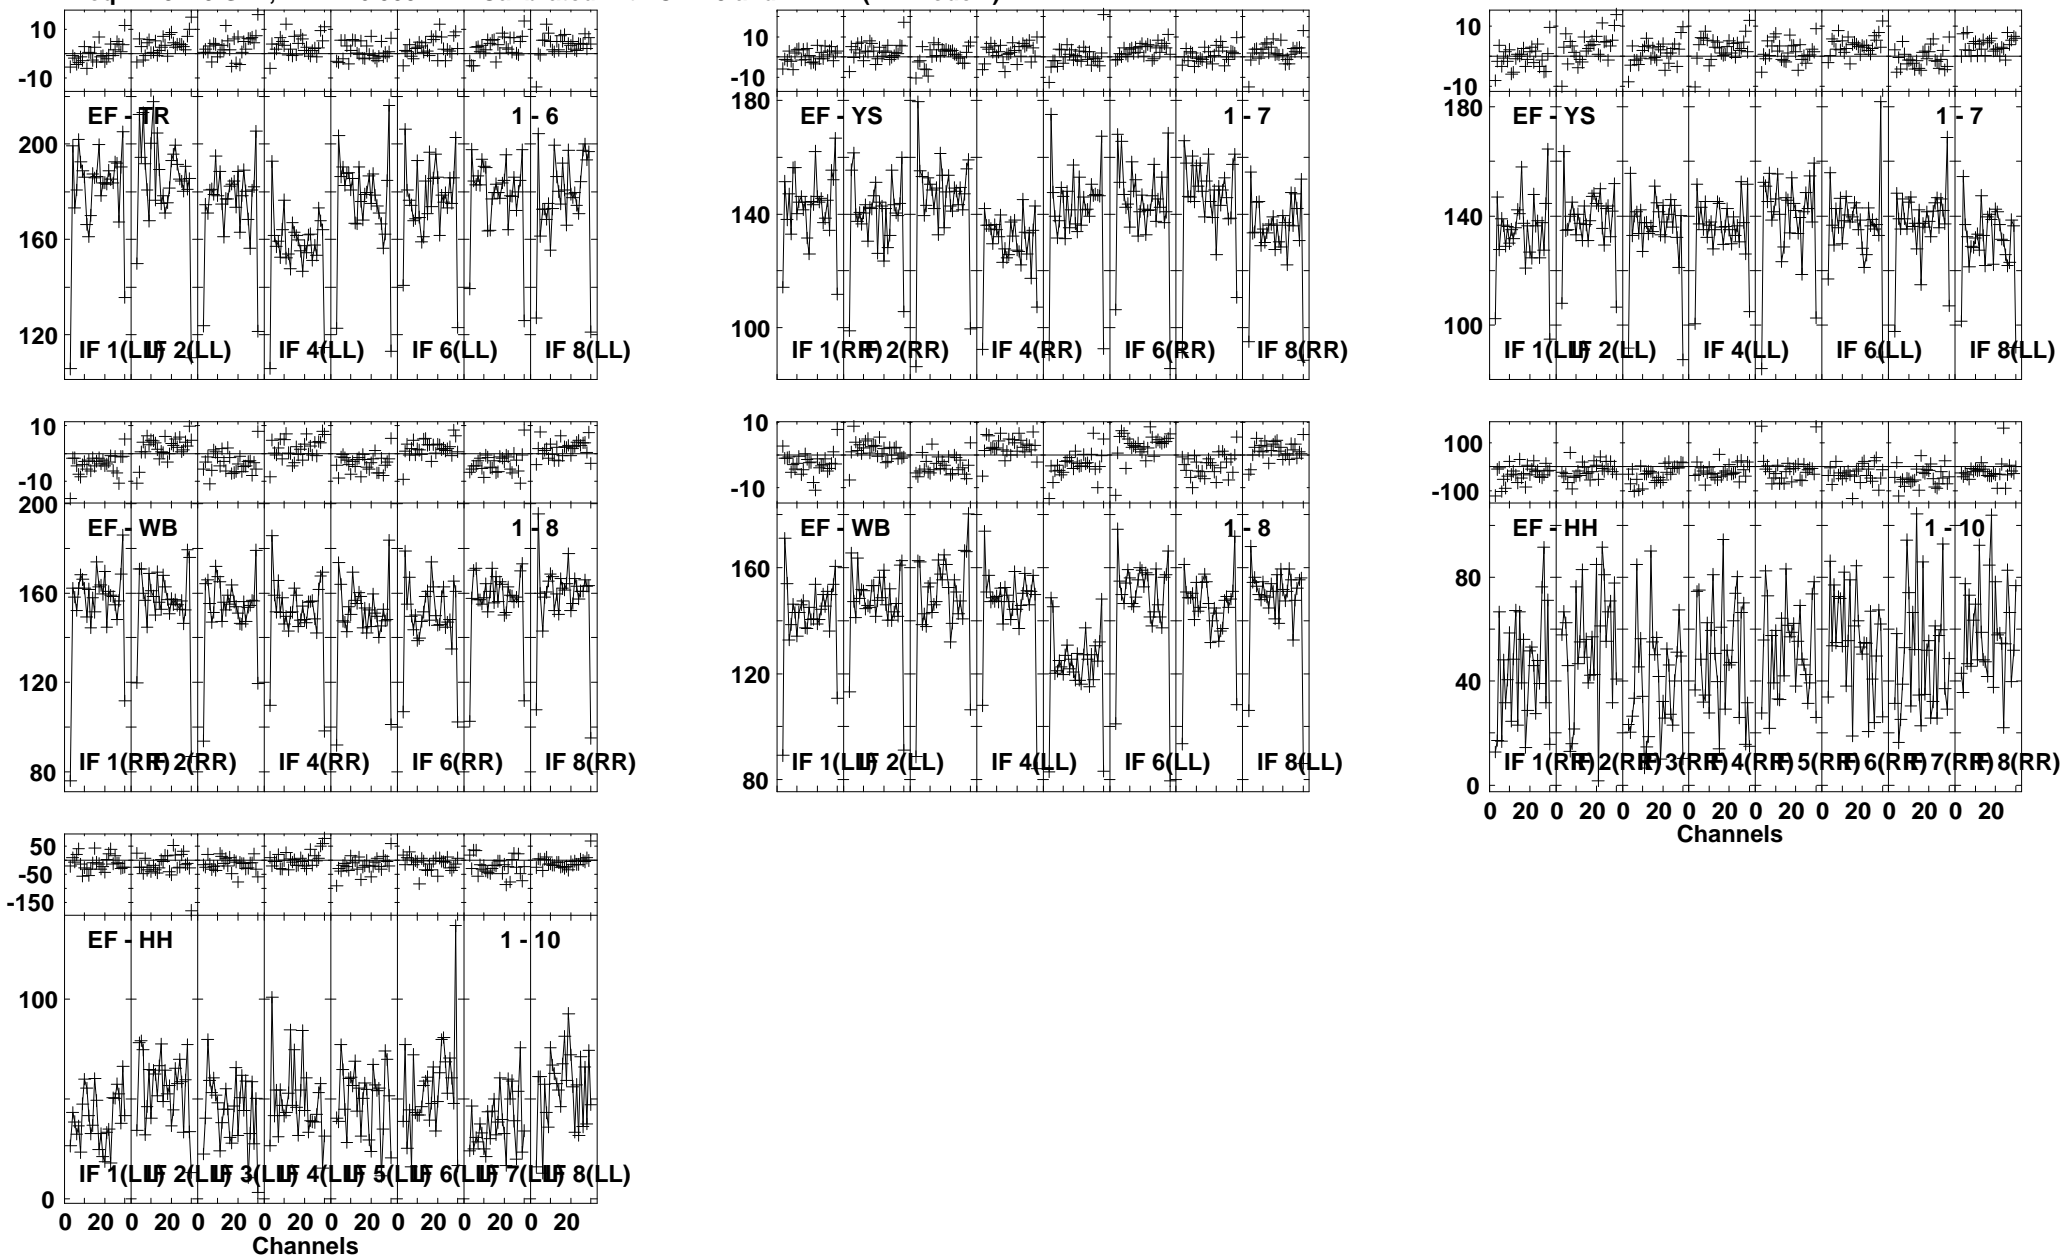 10
-10
200
160
120
EF - TR
1 - 6
IF 1(LL)
IF 2(LL)
IF 4(LL)
IF 6(LL)
IF 8(LL)
10
-10
180
140
100
EF - YS
1 - 7
IF 1(RR)
IF 2(RR)
IF 4(RR)
IF 6(RR)
IF 8(RR)
10
-10
180
140
100
EF - YS
1 - 7
IF 1(LL)
IF 2(LL)
IF 4(LL)
IF 6(LL)
IF 8(LL)
10
-10
200
160
120
80
EF - WB
1 - 8
IF 1(RR)
IF 2(RR)
IF 4(RR)
IF 6(RR)
IF 8(RR)
10
-10
160
120
80
EF - WB
1 - 8
IF 1(LL)
IF 2(LL)
IF 4(LL)
IF 6(LL)
IF 8(LL)
100
-100
80
40
0
EF - HH
1 - 10
IF 1(RR)
IF 2(RR)
IF 3(RR)
IF 4(RR)
IF 5(RR)
IF 6(RR)
IF 7(RR)
IF 8(RR)
0 20 0 20 0 20 0 20 0 20 0 20 0 20 0 20
Channels
50
-50
-150
100
0
EF - HH
1 - 10
IF 1(LL)
IF 2(LL)
IF 3(LL)
IF 4(LL)
IF 5(LL)
IF 6(LL)
IF 7(LL)
IF 8(LL)
0 20 0 20 0 20 0 20 0 20 0 20 0 20 0 20
Channels